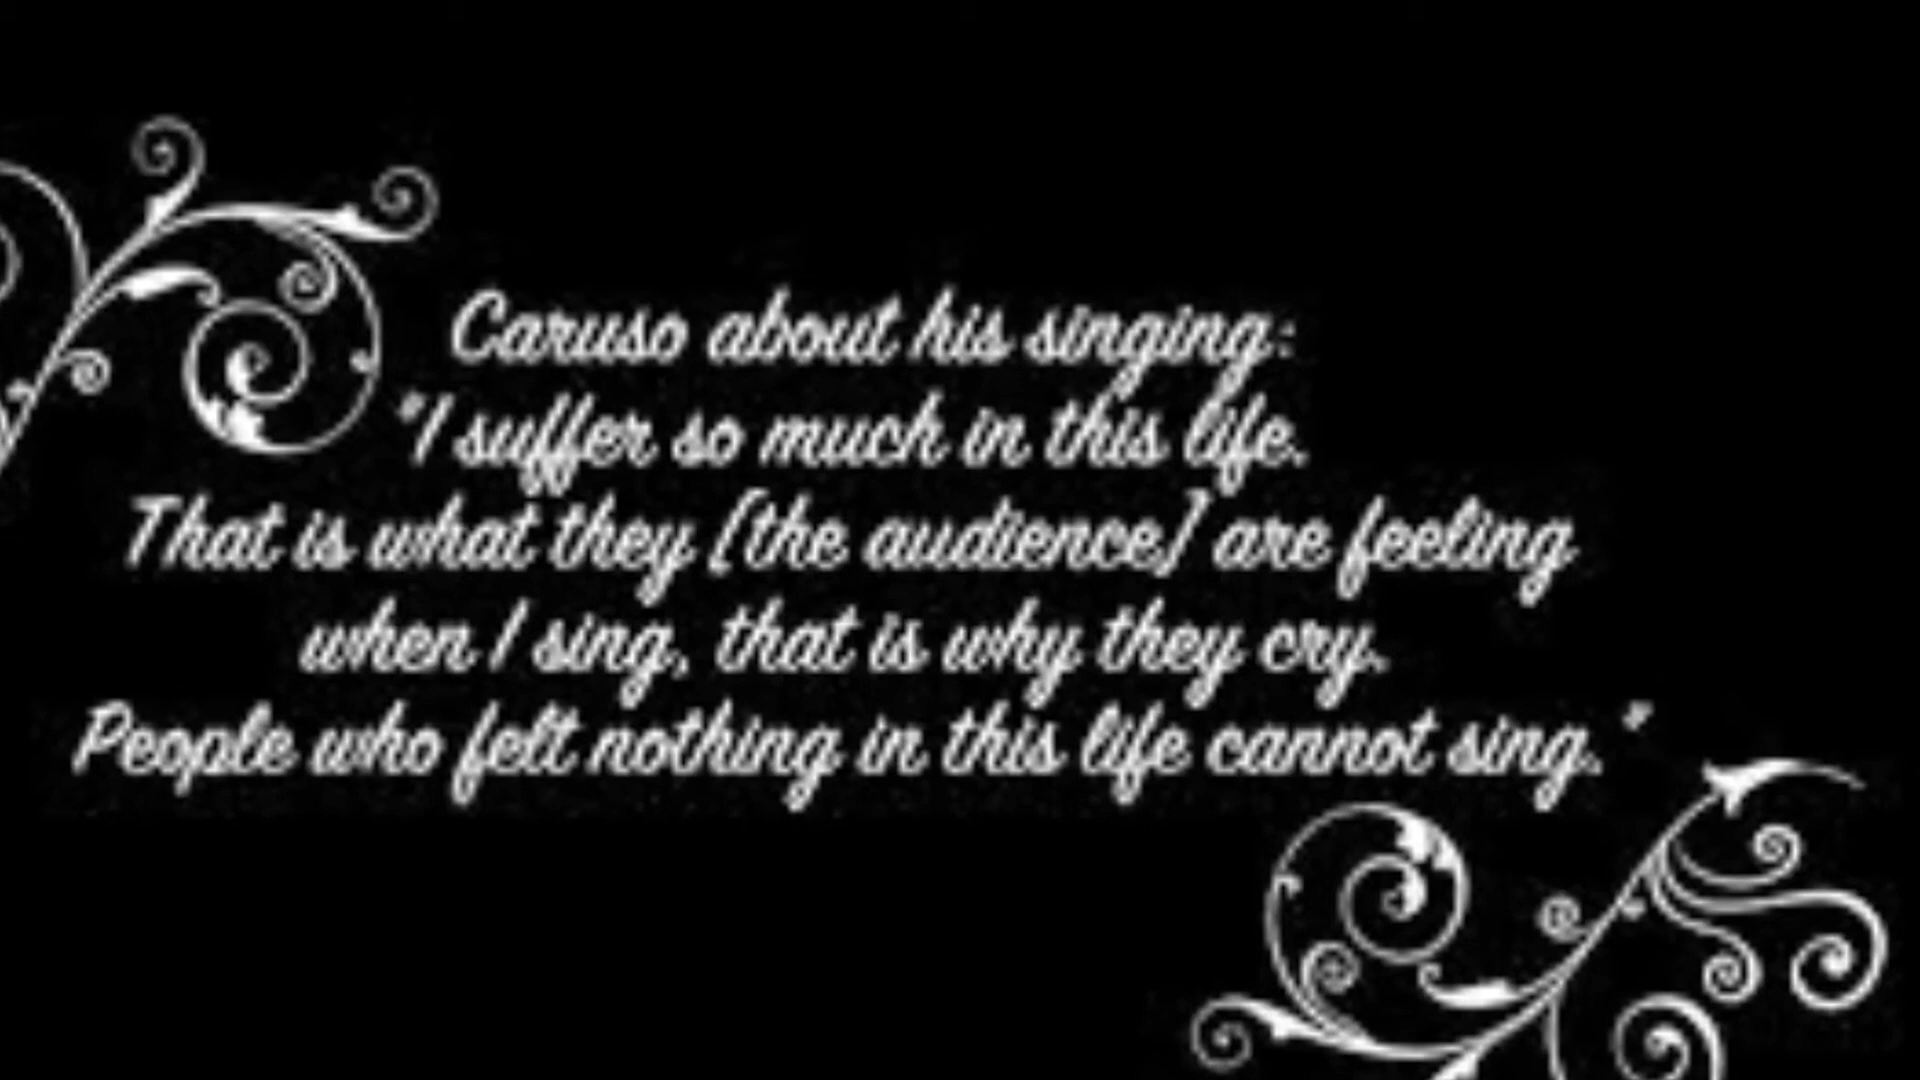 Caruso about his singing:
"I suffer so much in this life.
That is what they [the audience] are feeling
when I sing, that is why they cry.
People who felt nothing in this life cannot sing."